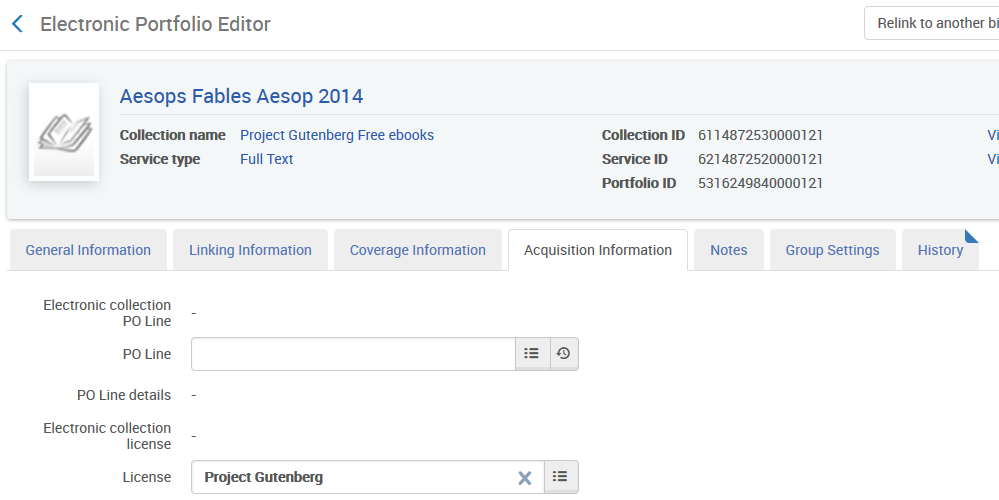 Electronic Portfolio Editor
Relink to another bi
Aesops Fables Aesop 2014
Collection name Project Gutenberg Free ebooks Collection ID 6114872530000121 Vi
Service type Full Text Service ID 6214872520000121 Vi
Portfolio ID 5316249840000121
General Information Linking Information Coverage Information Acquisition Information Notes Group Settings History
Electronic collection
PO Line -
PO Line
PO Line details -
Electronic collection
license -
License Project Gutenberg